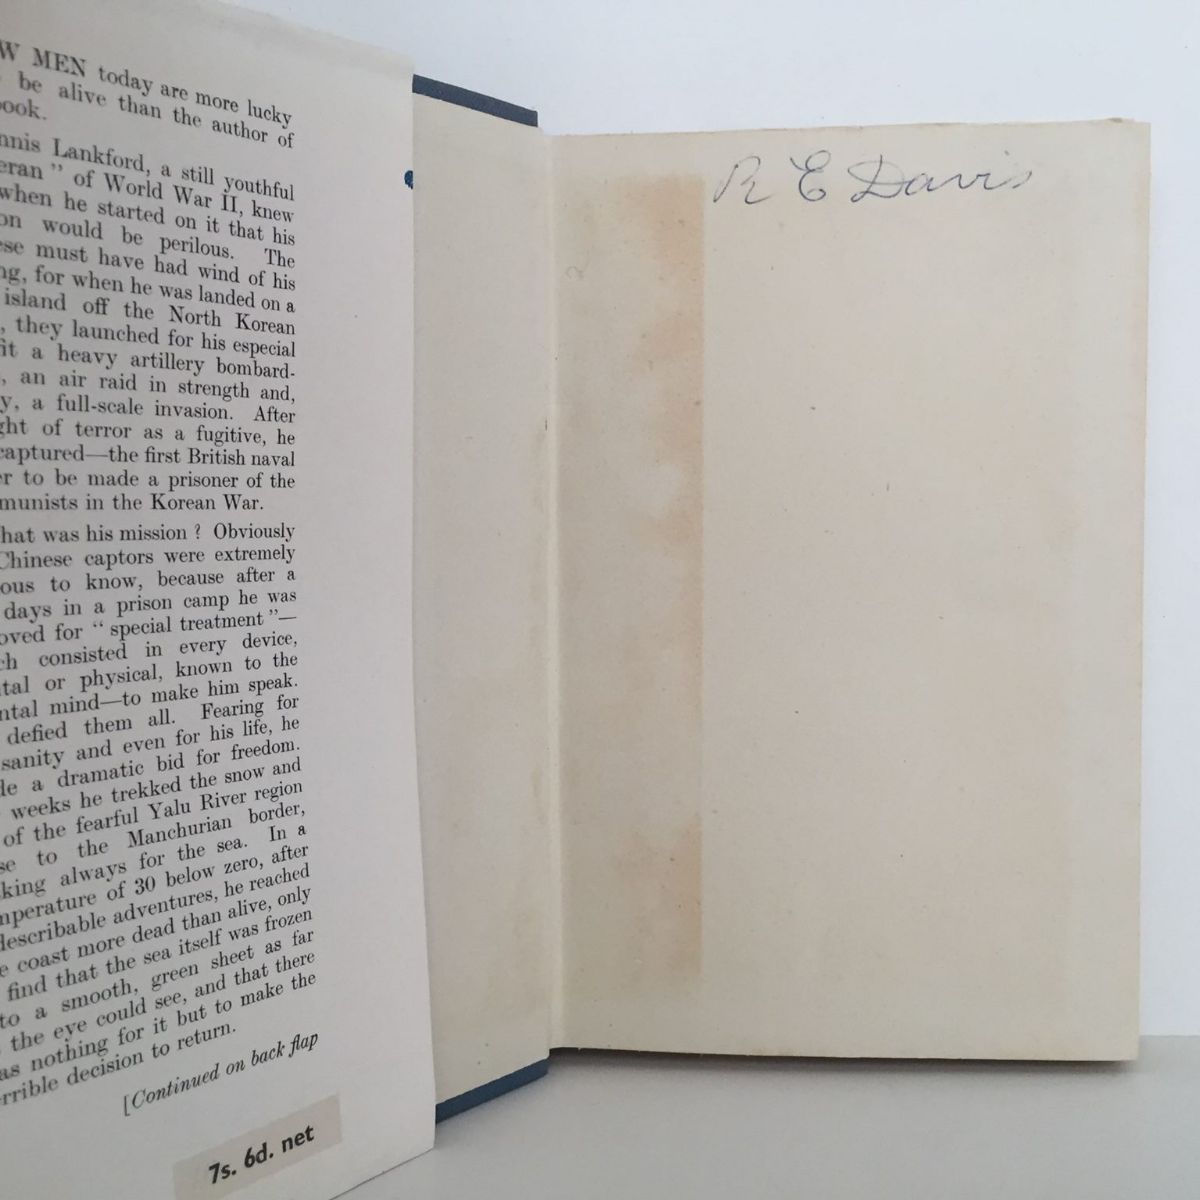 W MEN today are more lucky
be alive than the author of
ook.
nnis Lankford, a still youthful
eran " of World War II, knew
when he started on it that his
on would be perilous. The
ese must have had wind of his
ng, for when he was landed on a
island off the North Korean
, they launched for his especial
fit a heavy artillery bombard-
, an air raid in strength and,
y, a full-scale invasion. After
ght of terror as a fugitive, he
captured—the first British naval
er to be made a prisoner of the
munists in the Korean War.
hat was his mission ? Obviously
Chinese captors were extremely
ous to know, because after a
days in a prison camp he was
oved for " special treatment "—
ch consisted in every device,
tal or physical, known to the
ntal mind—to make him speak.
defied them all. Fearing for
sanity and even for his life, he
de a dramatic bid for freedom.
weeks he trekked the snow and
of the fearful Yalu River region
se to the Manchurian border,
king always for the sea. In a
mperature of 30 below zero, after
describable adventures, he reached
e coast more dead than alive, only
find that the sea itself was frozen
to a smooth, green sheet as far
the eye could see, and that there
as nothing for it but to make the
rrible decision to return.
[Continued on back flap
7s. 6d. net
R E Davis